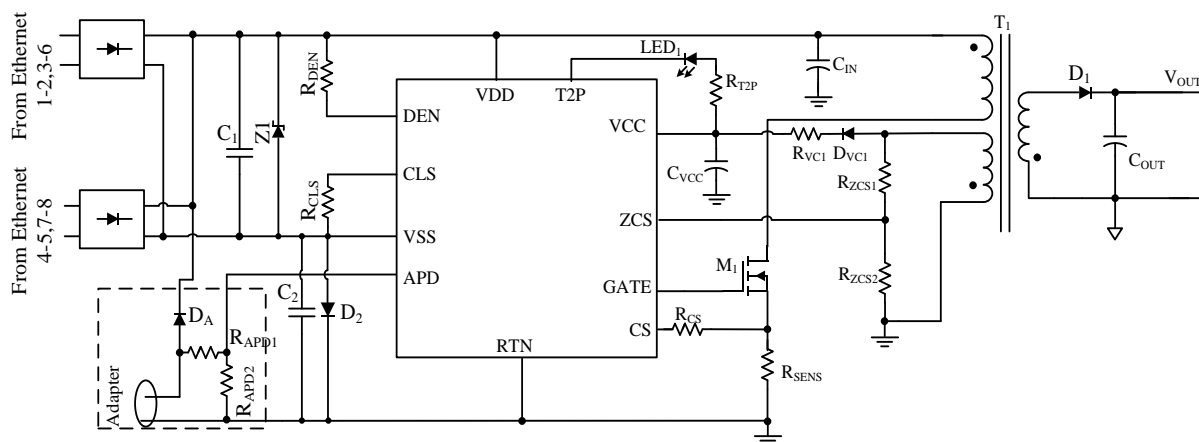 From Ethernet
1-2,3-6
From Ethernet
4-5,7-8
C1
Z1
RDEN
RCLS
DEN
CLS
VSS
APD
VDD
T2P
VCC
ZCS
GATE
CS
RTN
LED1
RT2P
CIN
T1
D1
VOUT
COUT
CVCC
RVC1
DVC1
RZCS1
RZCS2
M1
RCS
RSENS
C2
D2
DA
RAPD1
RAPD2
Adapter